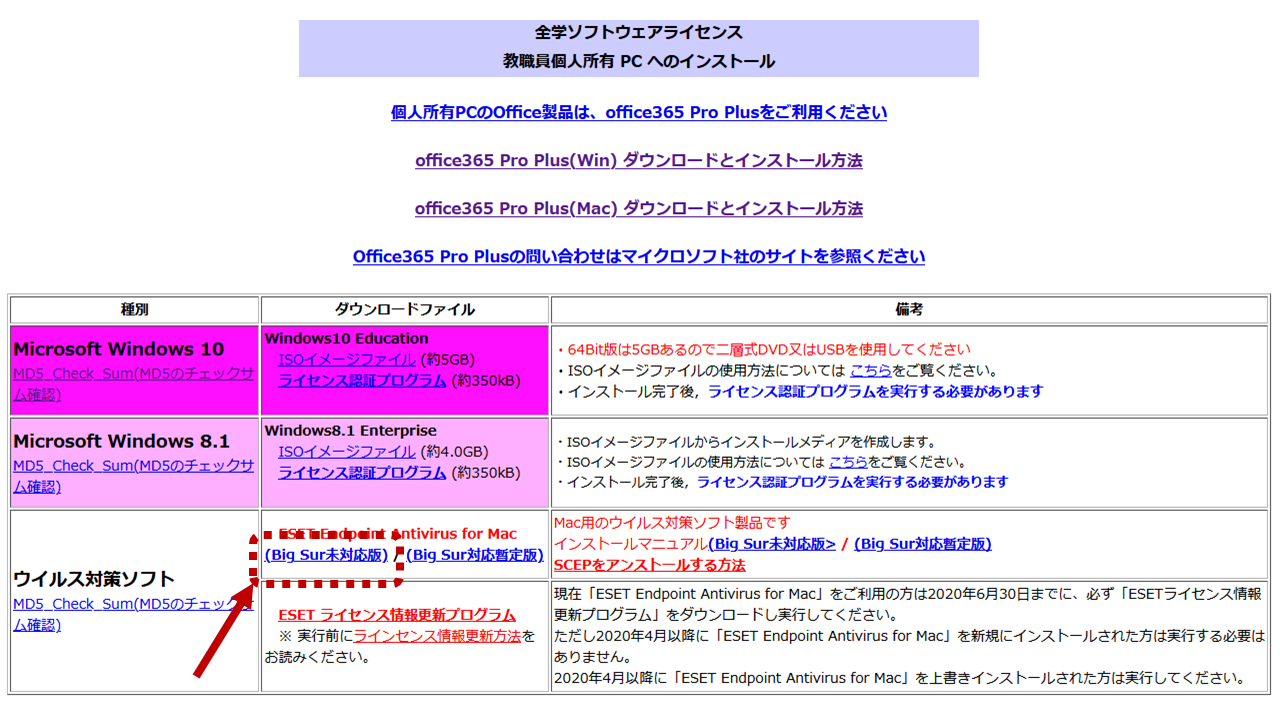 全学ソフトウェアライセンス
教職員個人所有 PC へのインストール
個人所有PCのOffice製品は、office365 Pro Plusをご利用ください
office365 Pro Plus(Win) ダウンロードとインストール方法
office365 Pro Plus(Mac) ダウンロードとインストール方法
Office365 Pro Plusの問い合わせはマイクロソフト社のサイトを参照ください
種別 ダウンロードファイル 備考
Microsoft Windows 10
MD5_Check_Sum(MD5のチェックサ
ム確認)
Windows10 Education
ISOイメージファイル (約5GB)
ライセンス認証プログラム (約350kB)
・64Bit版は5GBあるので二層式DVD又はUSBを使用してください
・ISOイメージファイルの使用方法については こちらをご覧ください。
・インストール完了後，ライセンス認証プログラムを実行する必要があります
Microsoft Windows 8.1
MD5_Check_Sum(MD5のチェックサ
ム確認)
Windows8.1 Enterprise
ISOイメージファイル (約4.0GB)
ライセンス認証プログラム (約350kB)
・ISOイメージファイルからインストールメディアを作成します。
・ISOイメージファイルの使用方法については こちらをご覧ください。
・インストール完了後，ライセンス認証プログラムを実行する必要があります
ウイルス対策ソフト
MD5_Check_Sum(MD5のチェックサ
ム確認)
ESET Endpoint Antivirus for Mac
(Big Sur未対応版) / (Big Sur対応暫定版)
Mac用のウイルス対策ソフト製品です
インストールマニュアル(Big Sur未対応版> / (Big Sur対応暫定版)
SCEPをアンストールする方法
ESET ライセンス情報更新プログラム
※ 実行前にラインセンス情報更新方法を
お読みください。
現在「ESET Endpoint Antivirus for Mac」をご利用の方は2020年6月30日までに、必ず「ESETライセンス情報
更新プログラム」をダウンロードし実行してください。
ただし2020年4月以降に「ESET Endpoint Antivirus for Mac」を新規にインストールされた方は実行する必要は
ありません。
2020年4月以降に「ESET Endpoint Antivirus for Mac」を上書きインストールされた方は実行してください。